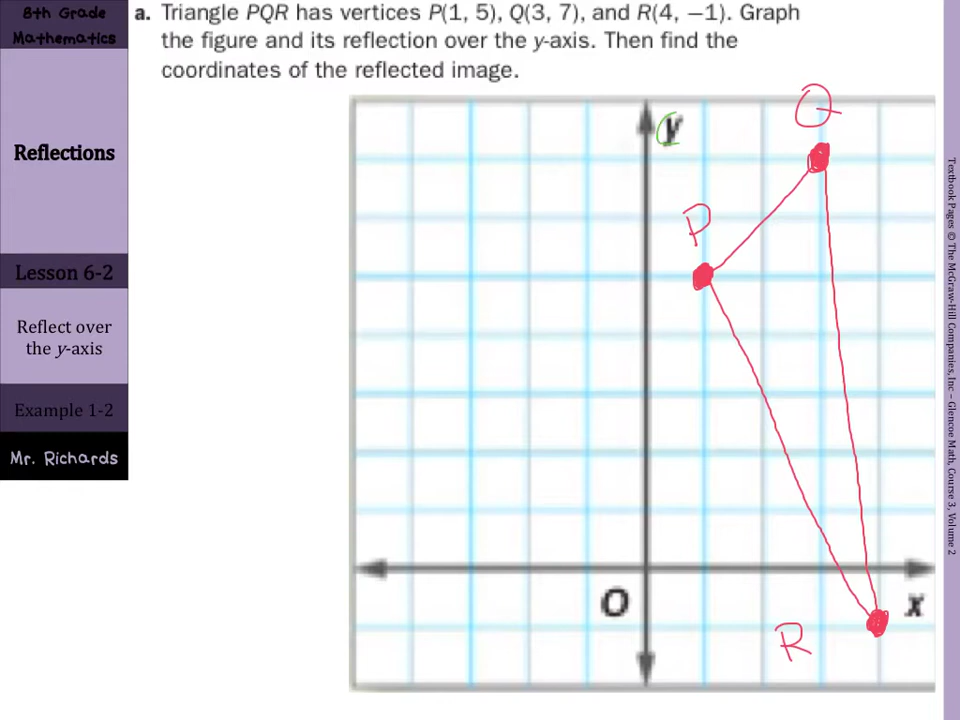 8th Grade
Mathematics
Reflections
Lesson 6-2
Reflect over
the y-axis
Example 1-2
Mr. Richards
a. Triangle PQR has vertices P(1, 5), Q(3, 7), and R(4, −1). Graph
the figure and its reflection over the y-axis. Then find the
coordinates of the reflected image.
Q
y
P
O
x
R
Textbook Pages © The McGraw-Hill Companies, Inc – Glencoe Math, Course 3, Volume 2